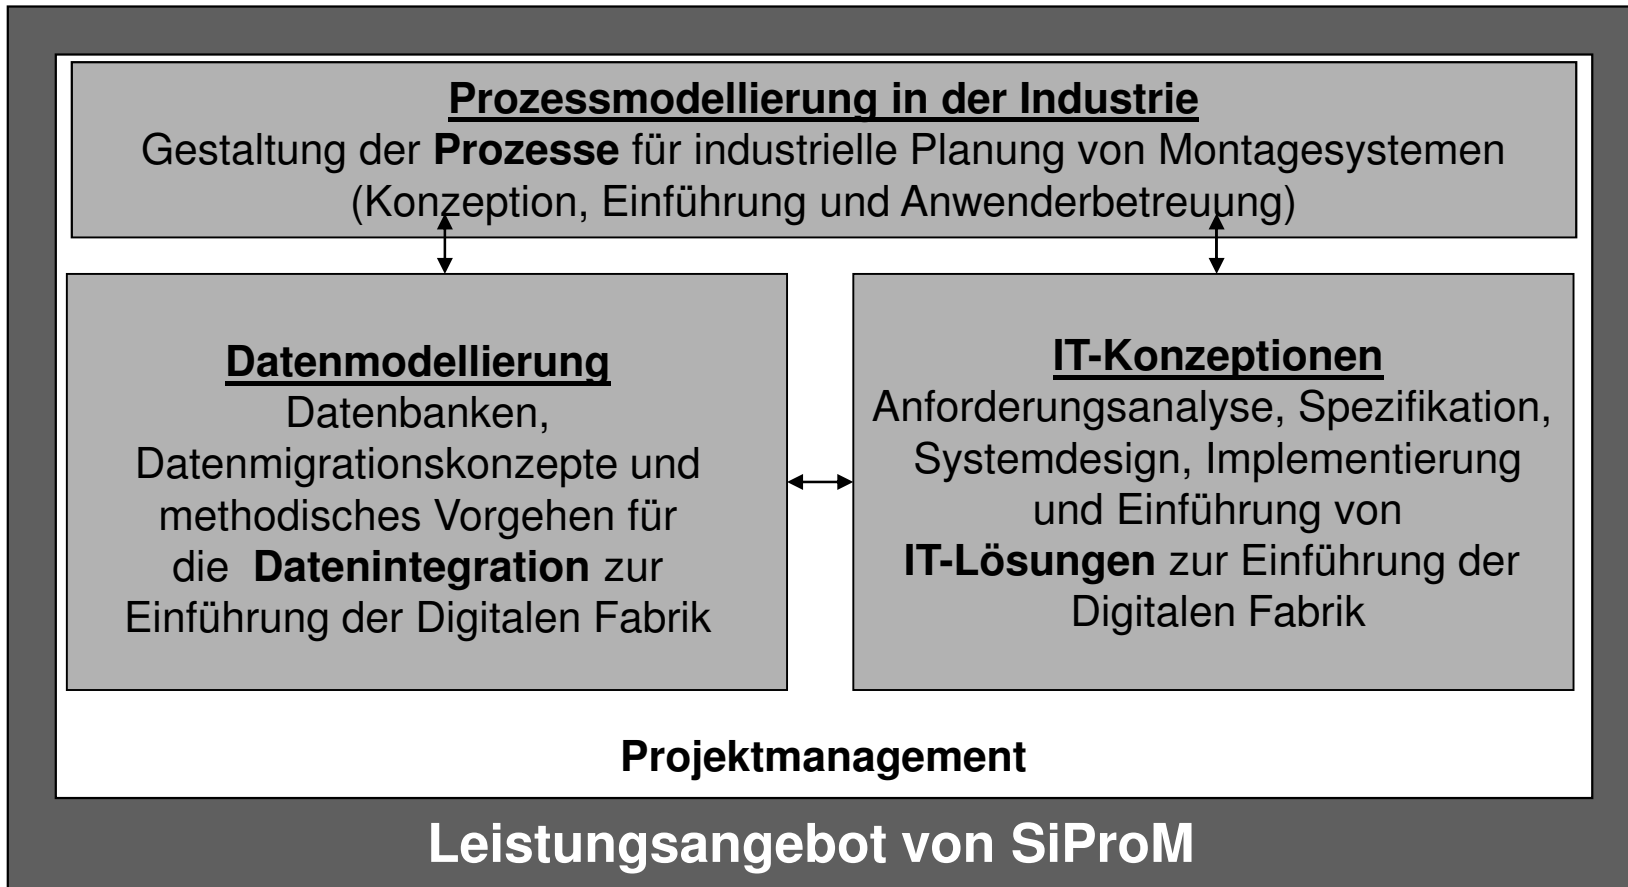 Prozessmodellierung in der Industrie
Gestaltung der Prozesse für industrielle Planung von Montagesystemen
(Konzeption, Einführung und Anwenderbetreuung)
Datenmodellierung
Datenbanken,
Datenmigrationskonzepte und
methodisches Vorgehen für
die Datenintegration zur
Einführung der Digitalen Fabrik
IT-Konzeptionen
Anforderungsanalyse, Spezifikation,
Systemdesign, Implementierung
und Einführung von
IT-Lösungen zur Einführung der
Digitalen Fabrik
Projektmanagement
Leistungsangebot von SiProM